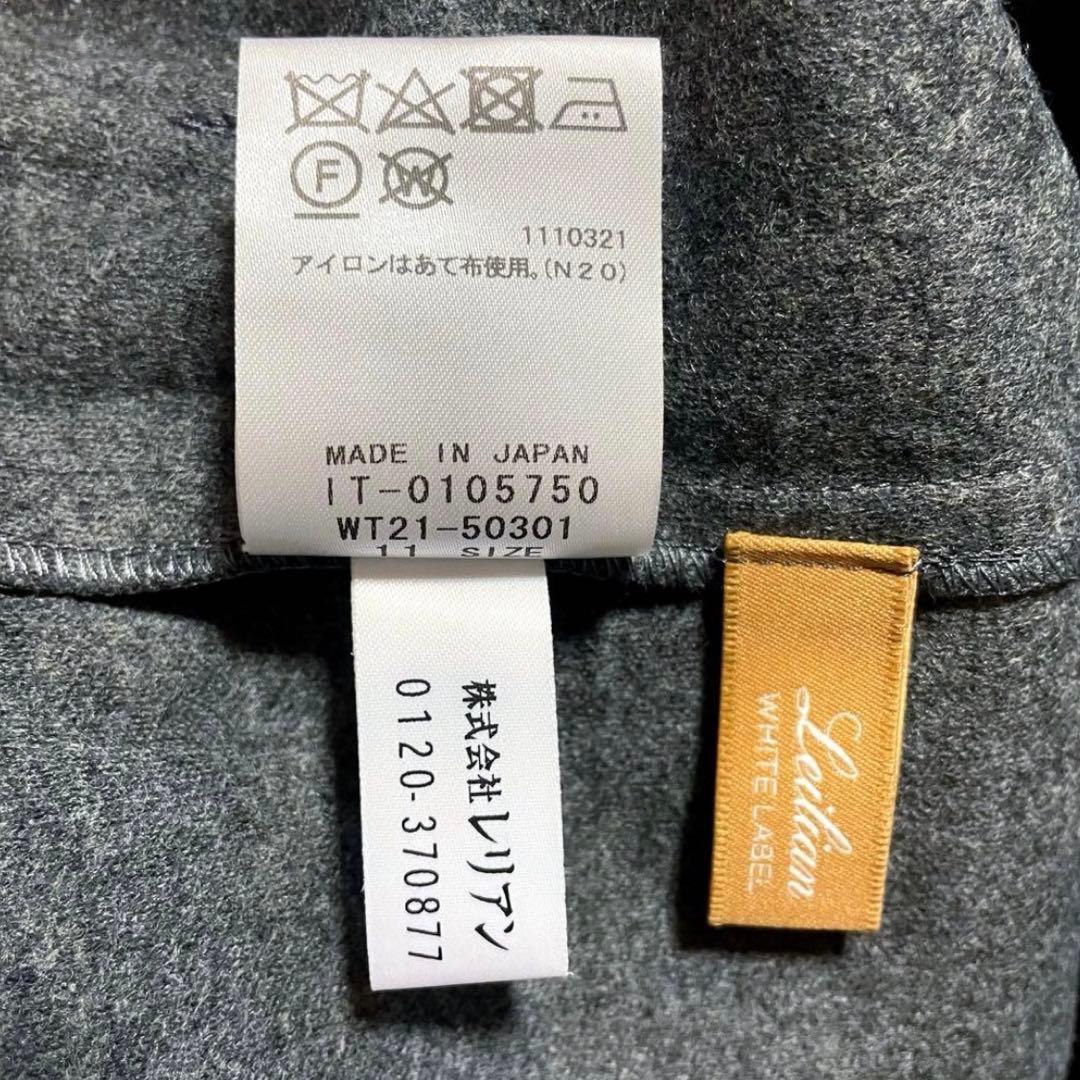 F
W
1110321
アイロンはあて布使用。(N20)
MADE IN JAPAN
IT-0105750
WT21-50301
11 SIZE
株式会社レリアン
0120-370877
Leilian
WHITE LABEL